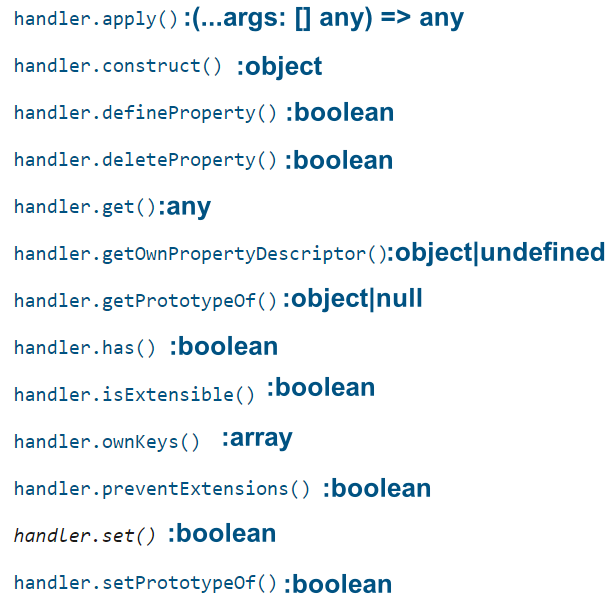 handler.apply() :(...args: [] any) => any
handler.construct() :object
handler.defineProperty() :boolean
handler.deleteProperty() :boolean
handler.get():any
handler.getOwnPropertyDescriptor():object|undefined
handler.getPrototypeOf() :object|null
handler.has() :boolean
handler.isExtensible() :boolean
handler.ownKeys() :array
handler.preventExtensions() :boolean
handler.set() :boolean
handler.setPrototypeOf() :boolean